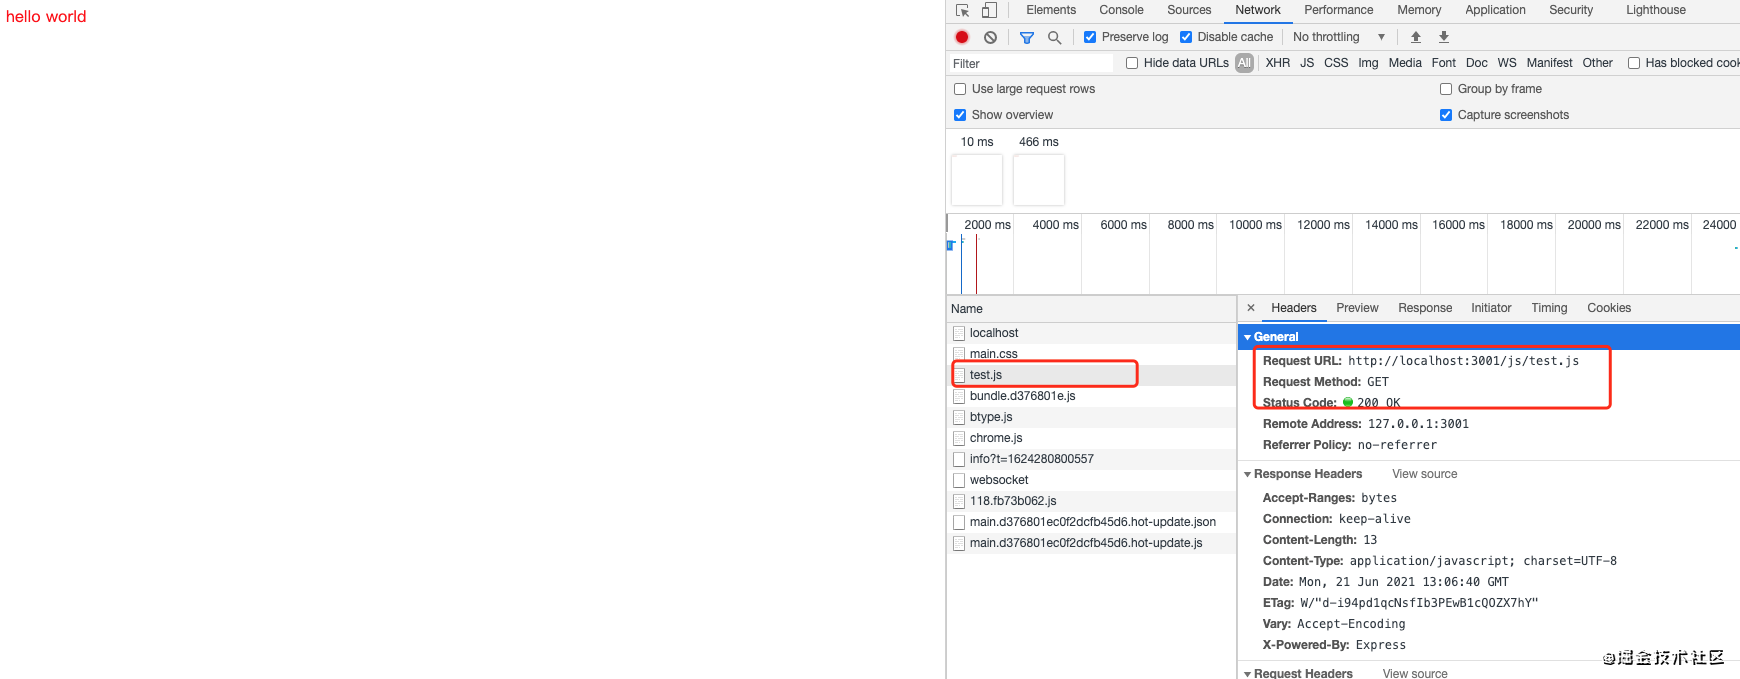 hello world
Elements Console Sources Network Performance Memory Application Security Lighthouse
Preserve log Disable cache No throttling ▼
Filter Hide data URLs All XHR JS CSS Img Media Font Doc WS Manifest Other Has blocked cook
Use large request rows Group by frame
Show overview Capture screenshots
10 ms 466 ms
2000 ms 4000 ms 6000 ms 8000 ms 10000 ms 12000 ms 14000 ms 16000 ms 18000 ms 20000 ms 22000 ms 24000
Name
localhost
main.css
test.js
bundle.d376801e.js
btype.js
chrome.js
info?t=1624280800557
websocket
118.fb73b062.js
main.d376801ec0f2dcfb45d6.hot-update.json
main.d376801ec0f2dcfb45d6.hot-update.js
× Headers Preview Response Initiator Timing Cookies
General
Request URL: http://localhost:3001/js/test.js
Request Method: GET
Status Code: 200 OK
Remote Address: 127.0.0.1:3001
Referrer Policy: no-referrer
Response Headers View source
Accept-Ranges: bytes
Connection: keep-alive
Content-Length: 13
Content-Type: application/javascript; charset=UTF-8
Date: Mon, 21 Jun 2021 13:06:40 GMT
ETag: W/"d-i94pd1qcNsfIb3PEwB1cQOZX7hY"
Vary: Accept-Encoding
X-Powered-By: Express
Request Headers View source
@掘金技术社区